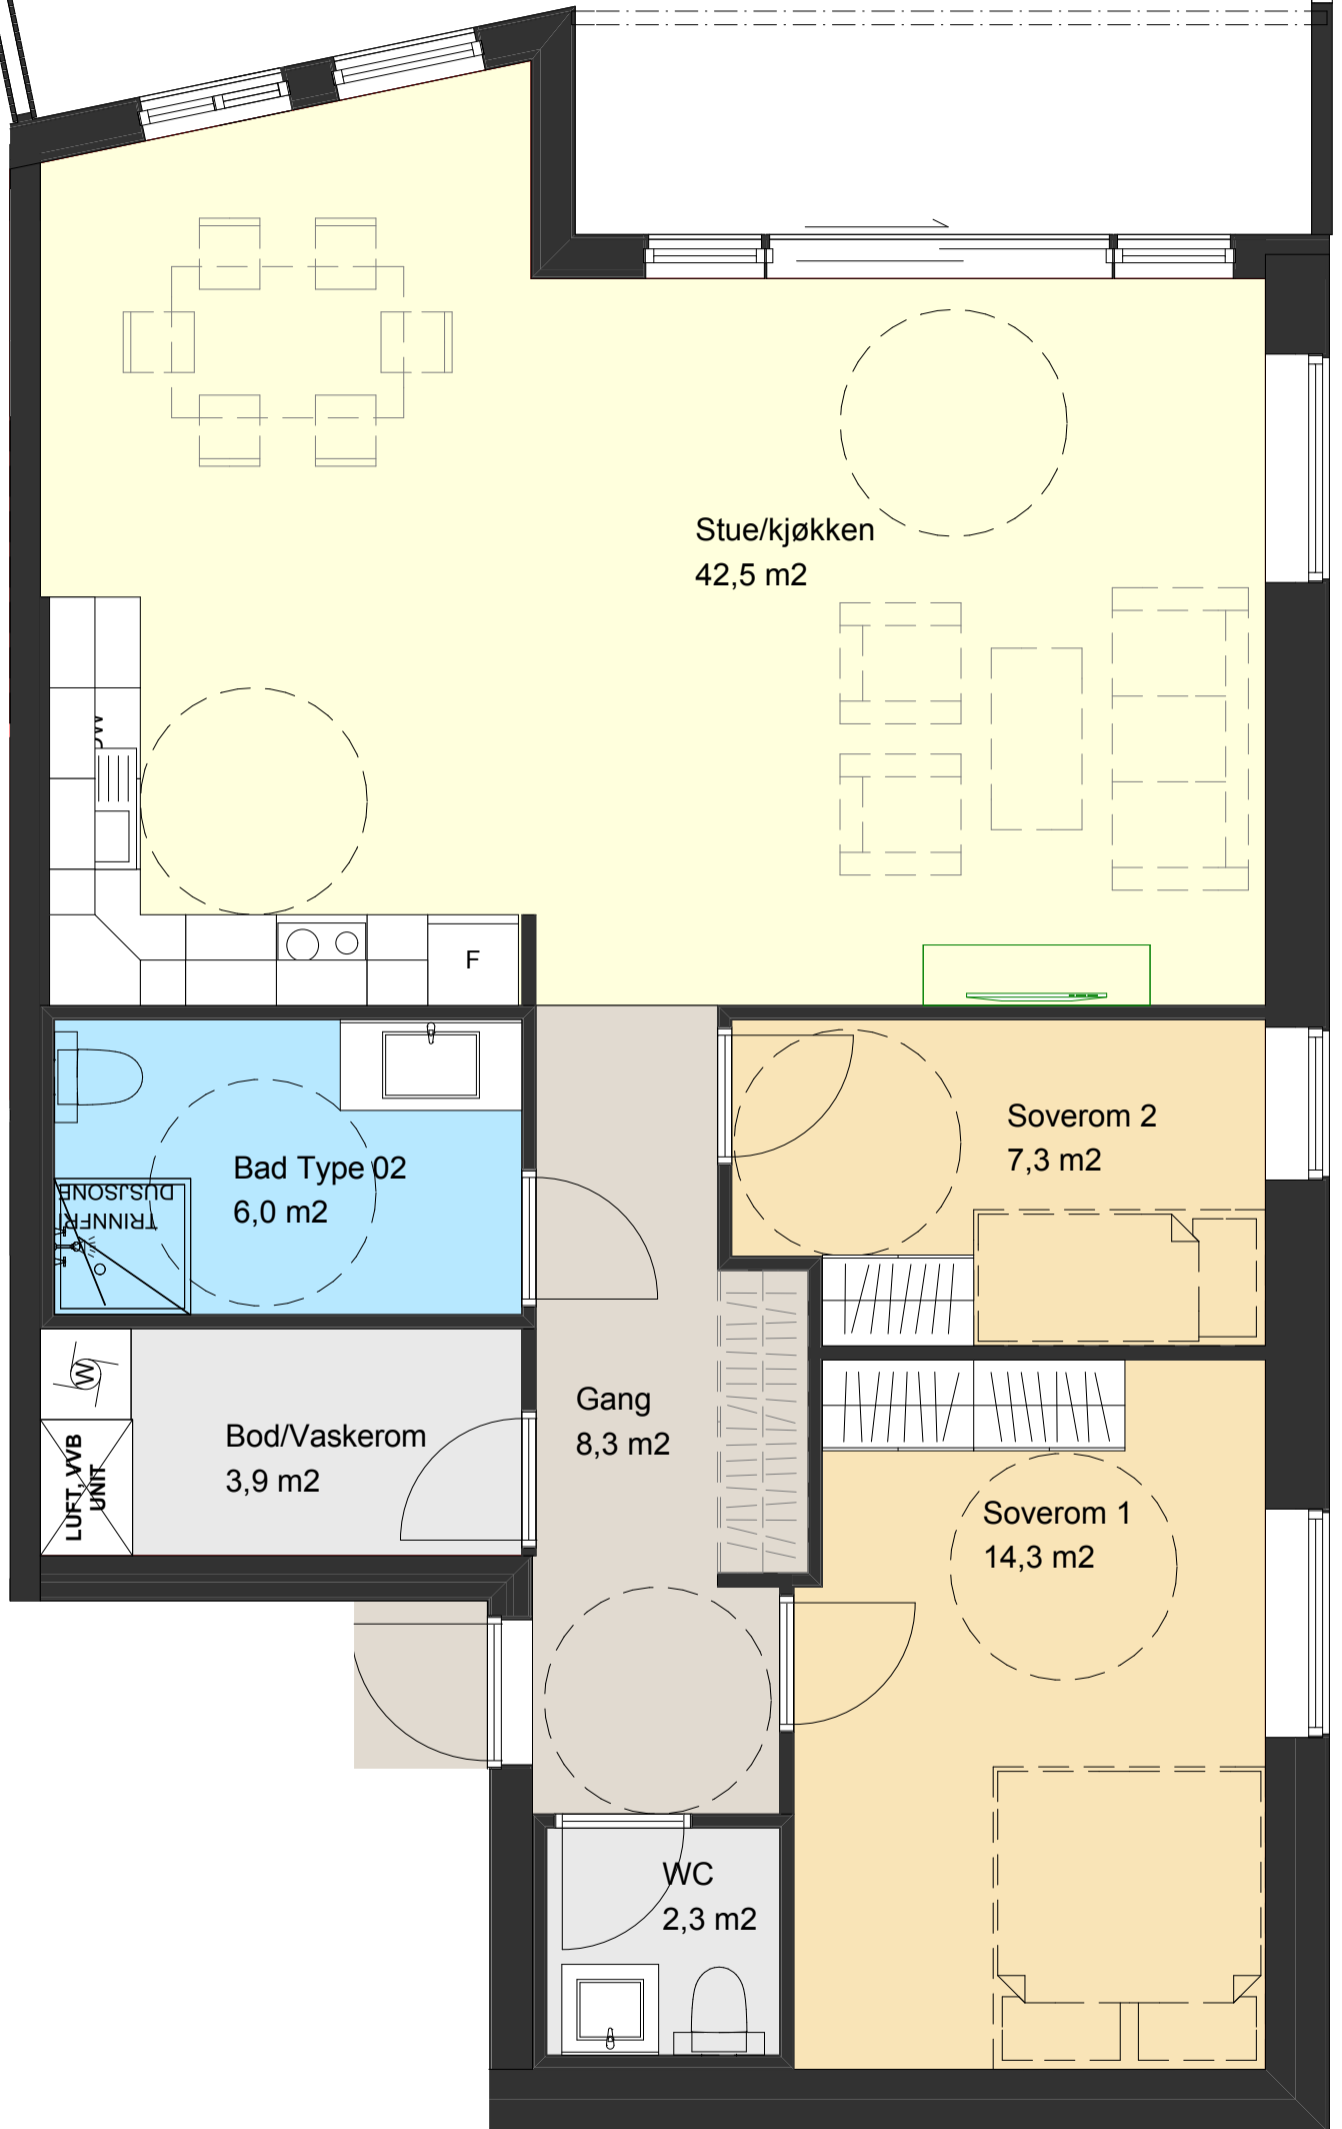 Stue/kjøkken
42,5 m2
F
Soverom 2
7,3 m2
Bad Type 02
6,0 m2
DUSJSONE
TRINNFRI
W
LUFT, VVB
UNIT
Bod/Vaskerom
3,9 m2
Gang
8,3 m2
Soverom 1
14,3 m2
WC
2,3 m2